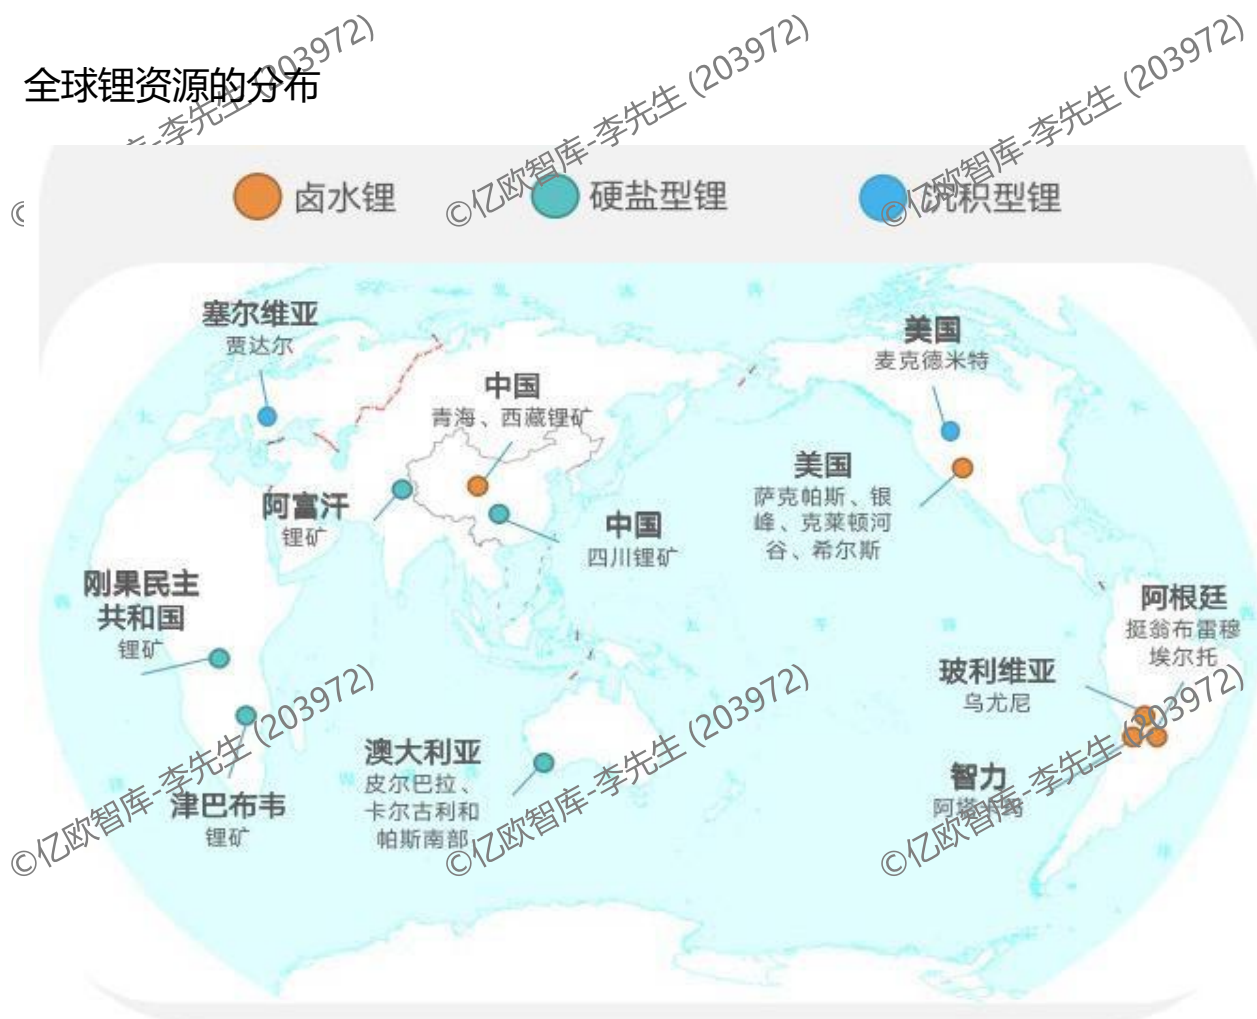 全球锂资源的分布
卤水锂
硬盐型锂
沉积型锂
塞尔维亚
贾达尔
中国
青海、西藏锂矿
美国
麦克德米特
阿富汗
锂矿
中国
四川锂矿
美国
萨克帕斯、银
峰、克莱顿河
谷、希尔斯
刚果民主
共和国
锂矿
阿根廷
挺翁布雷穆
埃尔托
玻利维亚
乌尤尼
津巴布韦
锂矿
澳大利亚
皮尔巴拉、
卡尔古利和
帕斯南部
智力
阿塔卡玛
©亿欧智库-李先生 (203972)
©亿欧智库-李先生 (203972)
©亿欧智库-李先生 (203972)
©亿欧智库-李先生 (203972)
©亿欧智库-李先生 (203972)
©亿欧智库-李先生 (203972)